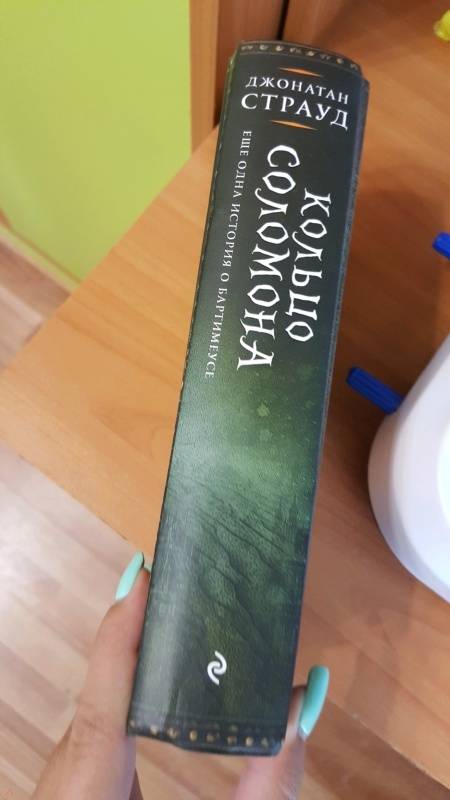 ДЖОНАТАН
СТРАУД
КОЛЬЦО
СОЛОМОНА
ЕЩЕ ОДНА ИСТОРИЯ О БАРТИМЕУСЕ